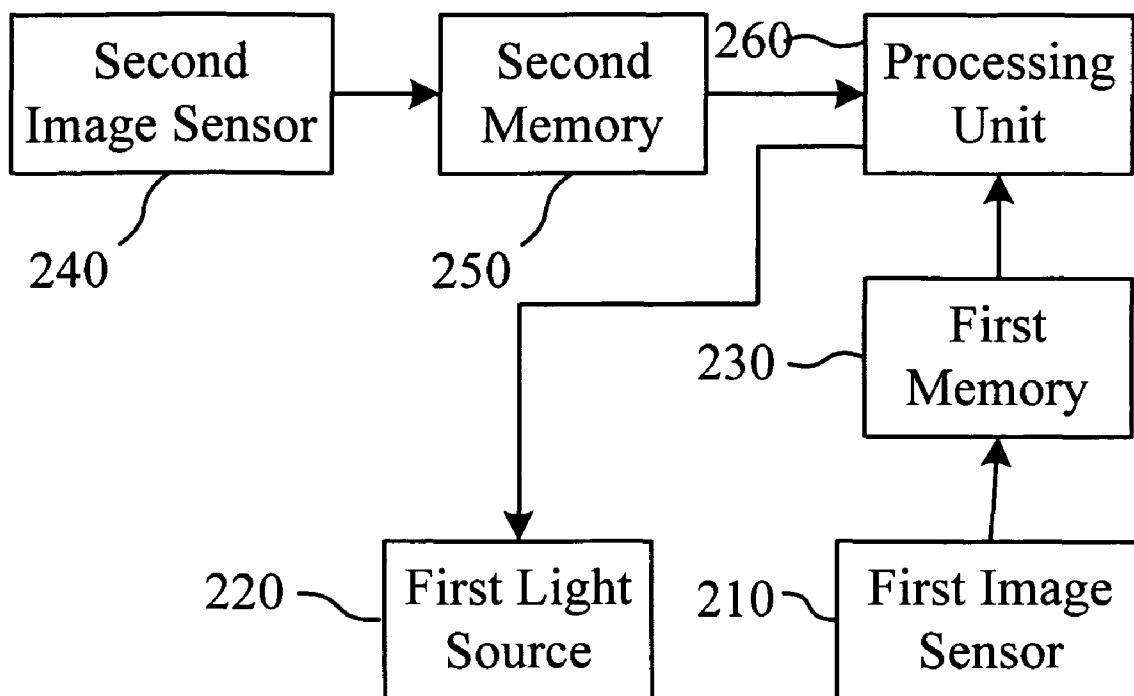 Second
Image Sensor
240
Second
Memory
250
260
Processing
Unit
230
First
Memory
220
First Light
Source
210
First Image
Sensor